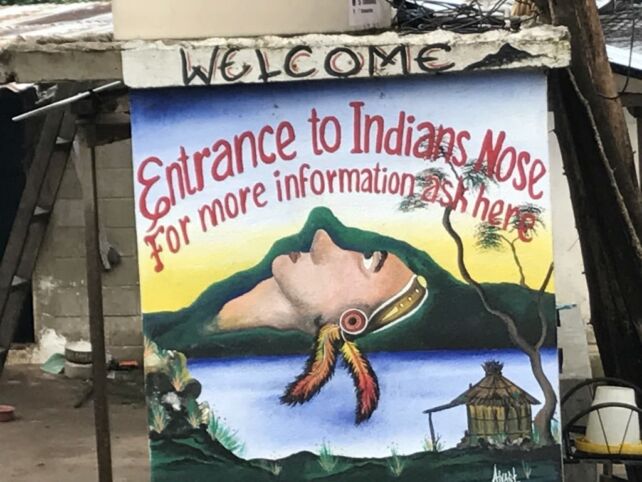 WELCOME
Entrance to Indians Nose
For more information ask here